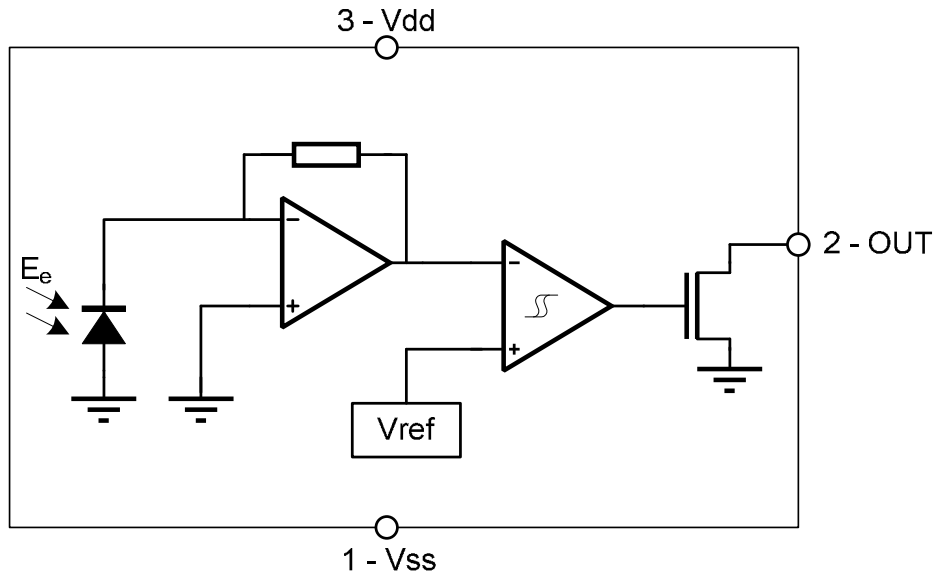 3 - Vdd
2 - OUT
Ee
−
+
−
+
Vref
1 - Vss